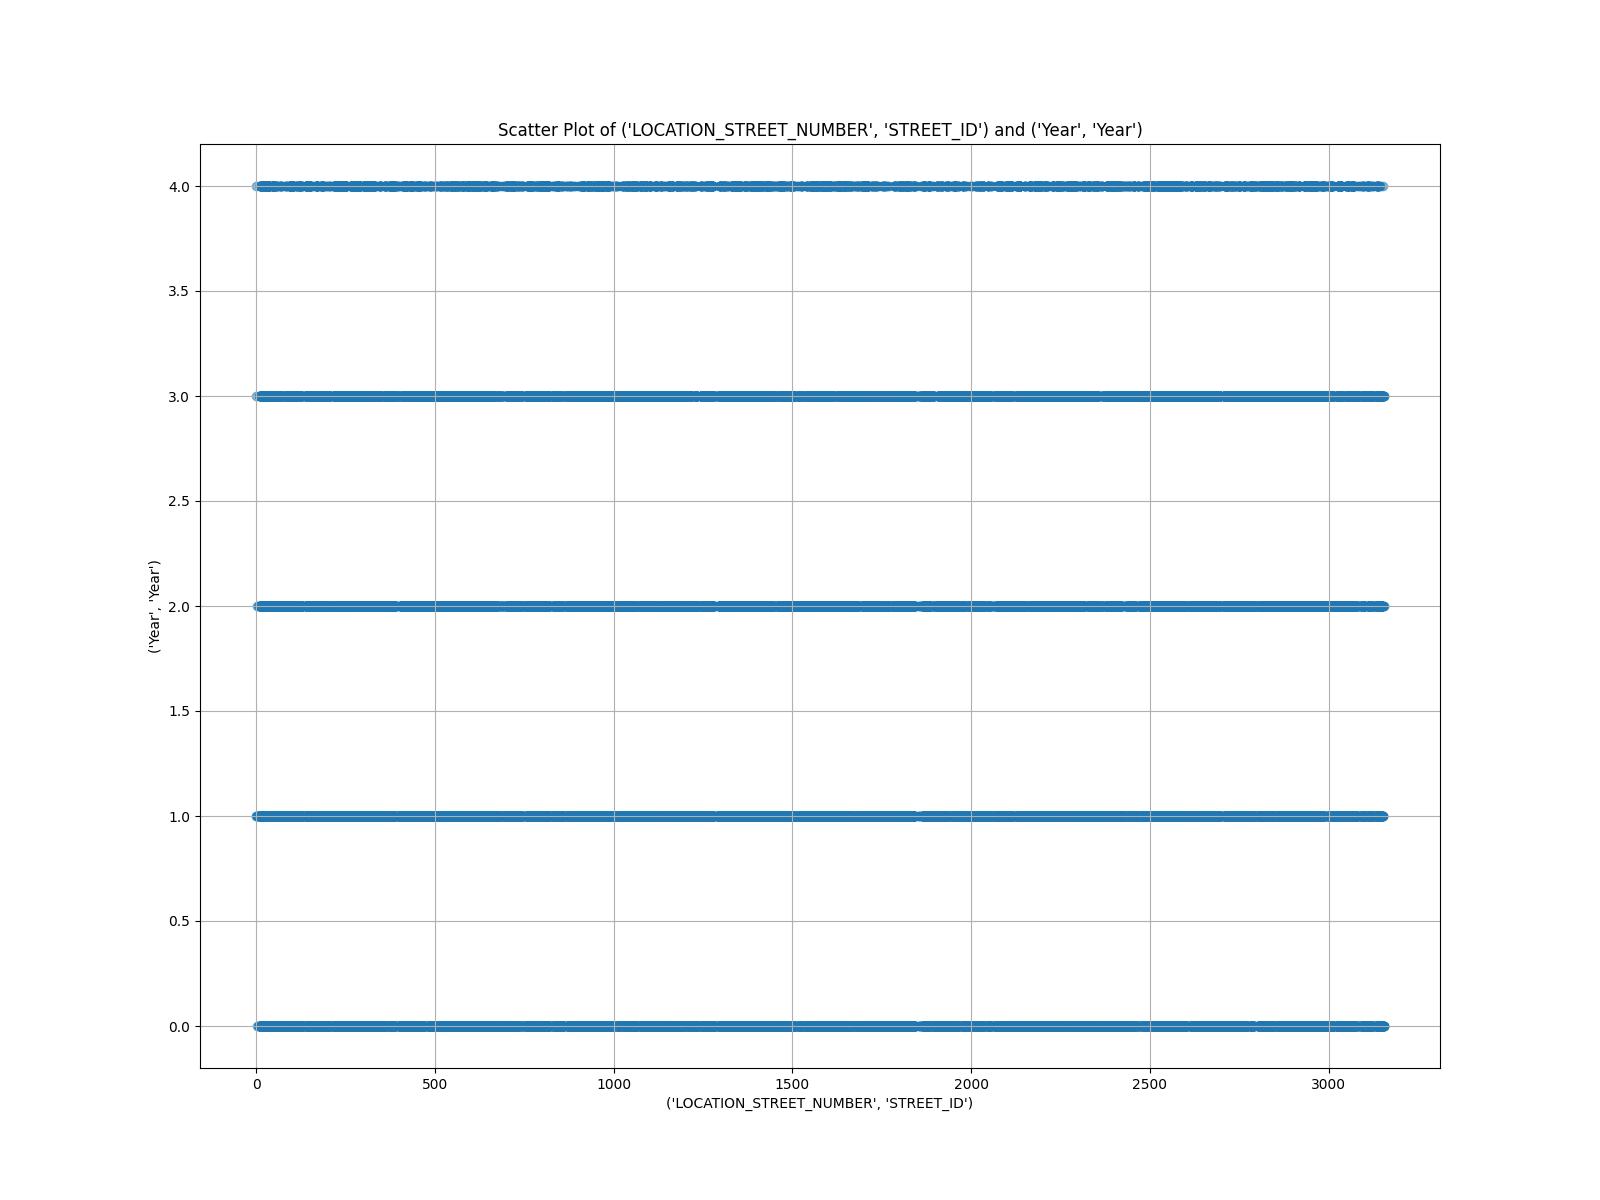 Scatter Plot of ('LOCATION_STREET_NUMBER', 'STREET_ID') and ('Year', 'Year')
4.0
3.5
3.0
2.5
2.0
1.5
1.0
0.5
0.0
('Year', 'Year')
0 500 1000 1500 2000 2500 3000
('LOCATION_STREET_NUMBER', 'STREET_ID')